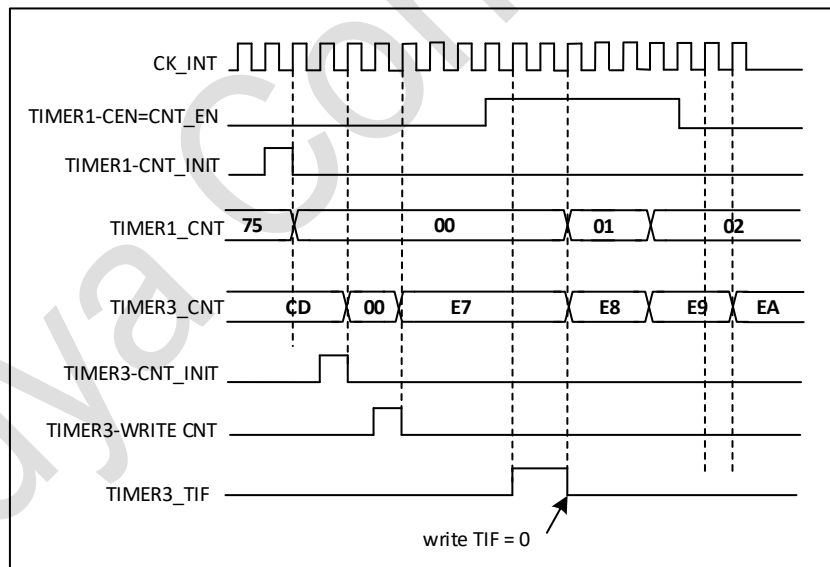 CK_INT
TIMER1-CEN=CNT_EN
TIMER1-CNT_INIT
TIMER1_CNT 75 00 01 02
TIMER3_CNT CD 00 E7 E8 E9 EA
TIMER3-CNT_INIT
TIMER3-WRITE CNT
TIMER3_TIF
write TIF = 0